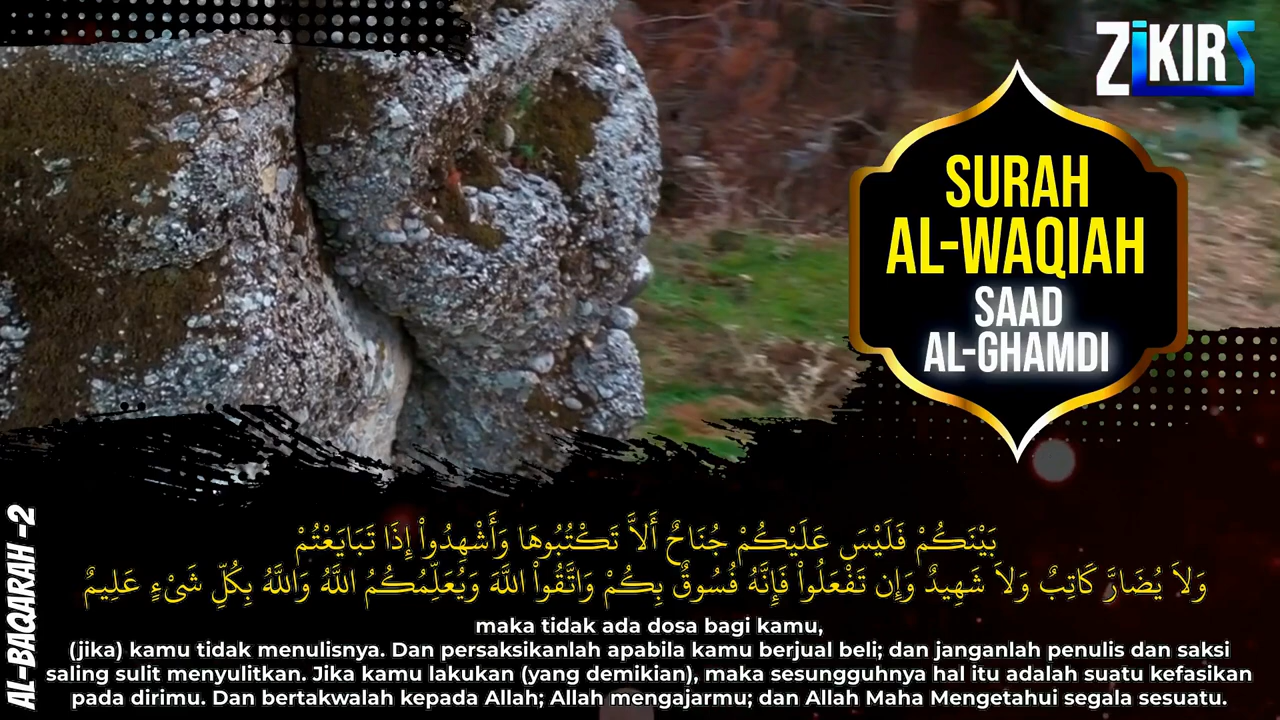 ZIKIRS
SURAH
AL-WAQIAH
SAAD
AL-GHAMDI
AL-BAQARAH -2
بَيْنَكُمْ فَلَيْسَ عَلَيْكُمْ جُنَاحٌ أَلاَّ تَكْتُبُوهَا وَأَشْهِدُواْ إِذَا تَبَايَعْتُمْ
وَلاَ يُضَارَّ كَاتِبٌ وَلاَ شَهِيدٌ وَإِن تَفْعَلُواْ فَإِنَّهُ فُسُوقٌ بِكُمْ وَاتَّقُواْ اللَّهَ وَيُعَلِّمُكُمُ اللَّهُ وَاللَّهُ بِكُلِّ شَىْءٍ عَلِيمٌ
maka tidak ada dosa bagi kamu,
(jika) kamu tidak menulisnya. Dan persaksikanlah apabila kamu berjual beli; dan janganlah penulis dan saksi
saling sulit menyulitkan. Jika kamu lakukan (yang demikian), maka sesungguhnya hal itu adalah suatu kefasikan
pada dirimu. Dan bertakwalah kepada Allah; Allah mengajarmu; dan Allah Maha Mengetahui segala sesuatu.